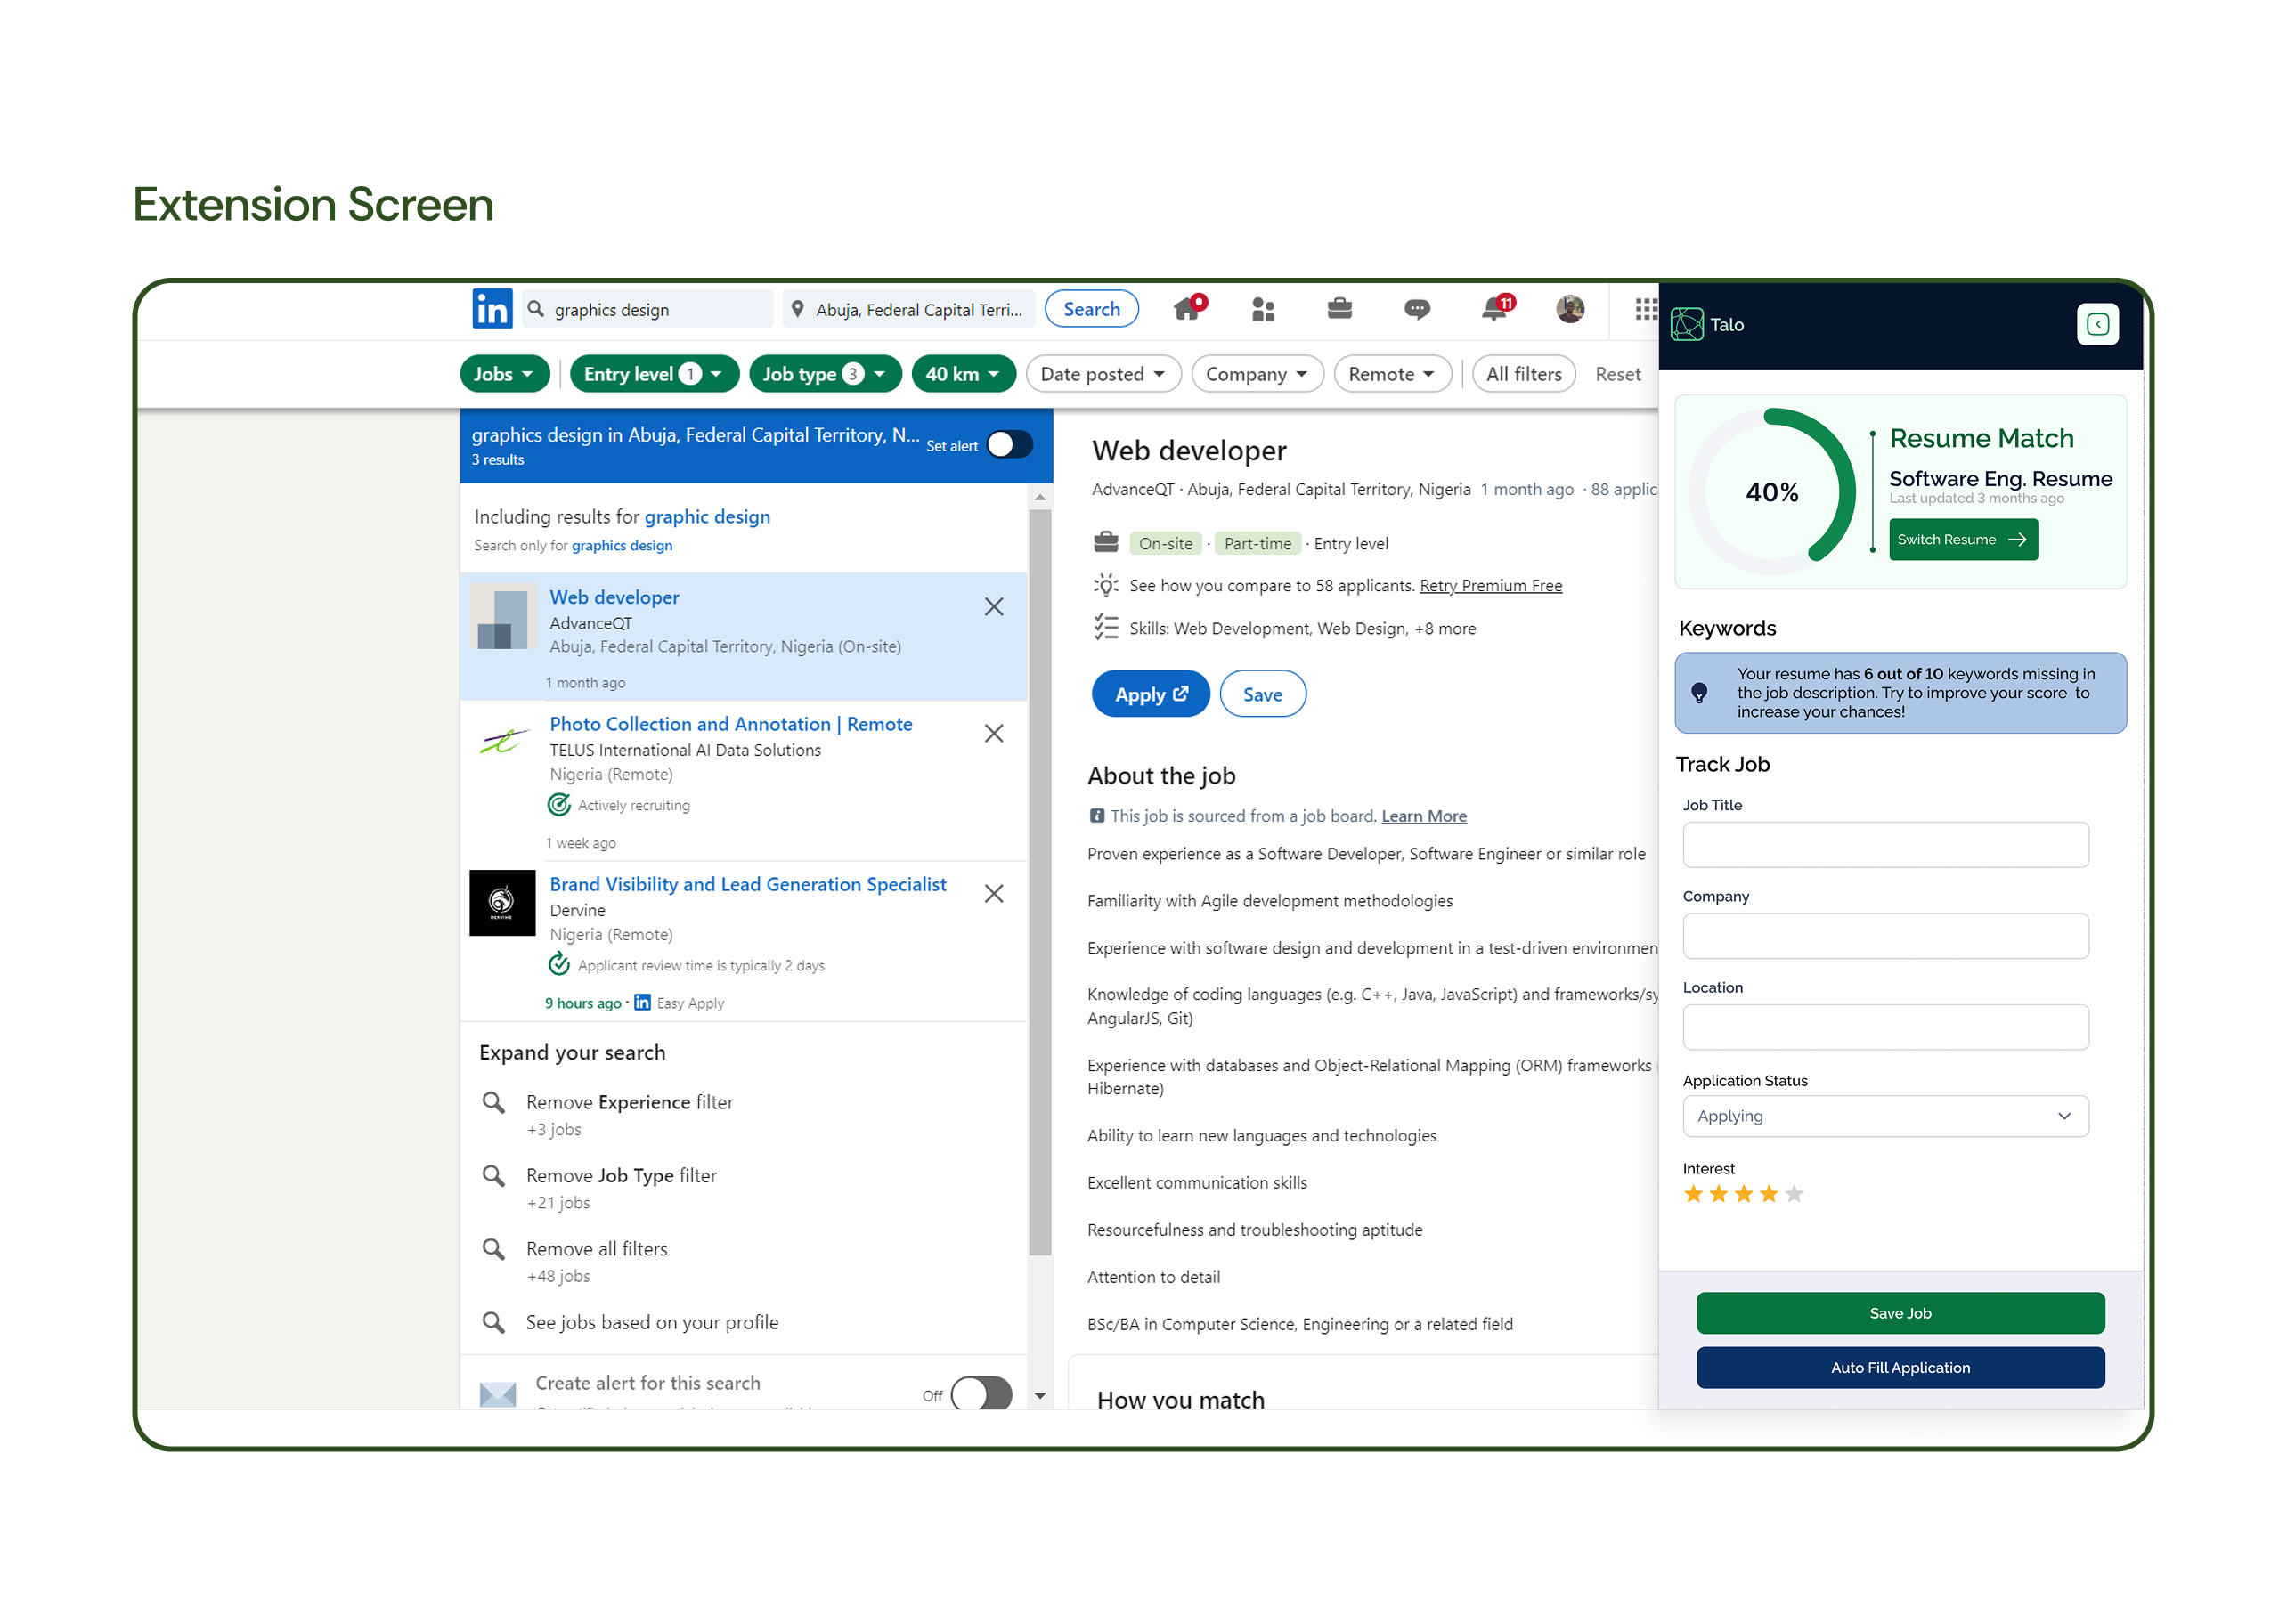 Extension Screen
in
graphics design
Abuja, Federal Capital Terri...
Search
11
Jobs
Entry level 1
Job type 3
40 km
Date posted
Company
Remote
All filters
Reset
graphics design in Abuja, Federal Capital Territory, N...
3 results
Set alert
Including results for graphic design
Search only for graphics design
Web developer
AdvanceQT
Abuja, Federal Capital Territory, Nigeria (On-site)
1 month ago
Photo Collection and Annotation | Remote
TELUS International AI Data Solutions
Nigeria (Remote)
Actively recruiting
1 week ago
DERVINE
Brand Visibility and Lead Generation Specialist
Dervine
Nigeria (Remote)
Applicant review time is typically 2 days
9 hours ago · in Easy Apply
Expand your search
Remove Experience filter
+3 jobs
Remove Job Type filter
+21 jobs
Remove all filters
+48 jobs
See jobs based on your profile
Create alert for this search
Off
Web developer
AdvanceQT · Abuja, Federal Capital Territory, Nigeria 1 month ago · 88 applic
On-site · Part-time · Entry level
See how you compare to 58 applicants. Retry Premium Free
Skills: Web Development, Web Design, +8 more
Apply
Save
About the job
This job is sourced from a job board. Learn More
Proven experience as a Software Developer, Software Engineer or similar role
Familiarity with Agile development methodologies
Experience with software design and development in a test-driven environmen
Knowledge of coding languages (e.g. C++, Java, JavaScript) and frameworks/sy
AngularJS, Git)
Experience with databases and Object-Relational Mapping (ORM) frameworks
Hibernate)
Ability to learn new languages and technologies
Excellent communication skills
Resourcefulness and troubleshooting aptitude
Attention to detail
BSc/BA in Computer Science, Engineering or a related field
How you match
Talo
40%
Resume Match
Software Eng. Resume
Last updated 3 months ago
Switch Resume
Keywords
Your resume has 6 out of 10 keywords missing in
the job description. Try to improve your score to
increase your chances!
Track Job
Job Title
Company
Location
Application Status
Applying
Interest
Save Job
Auto Fill Application